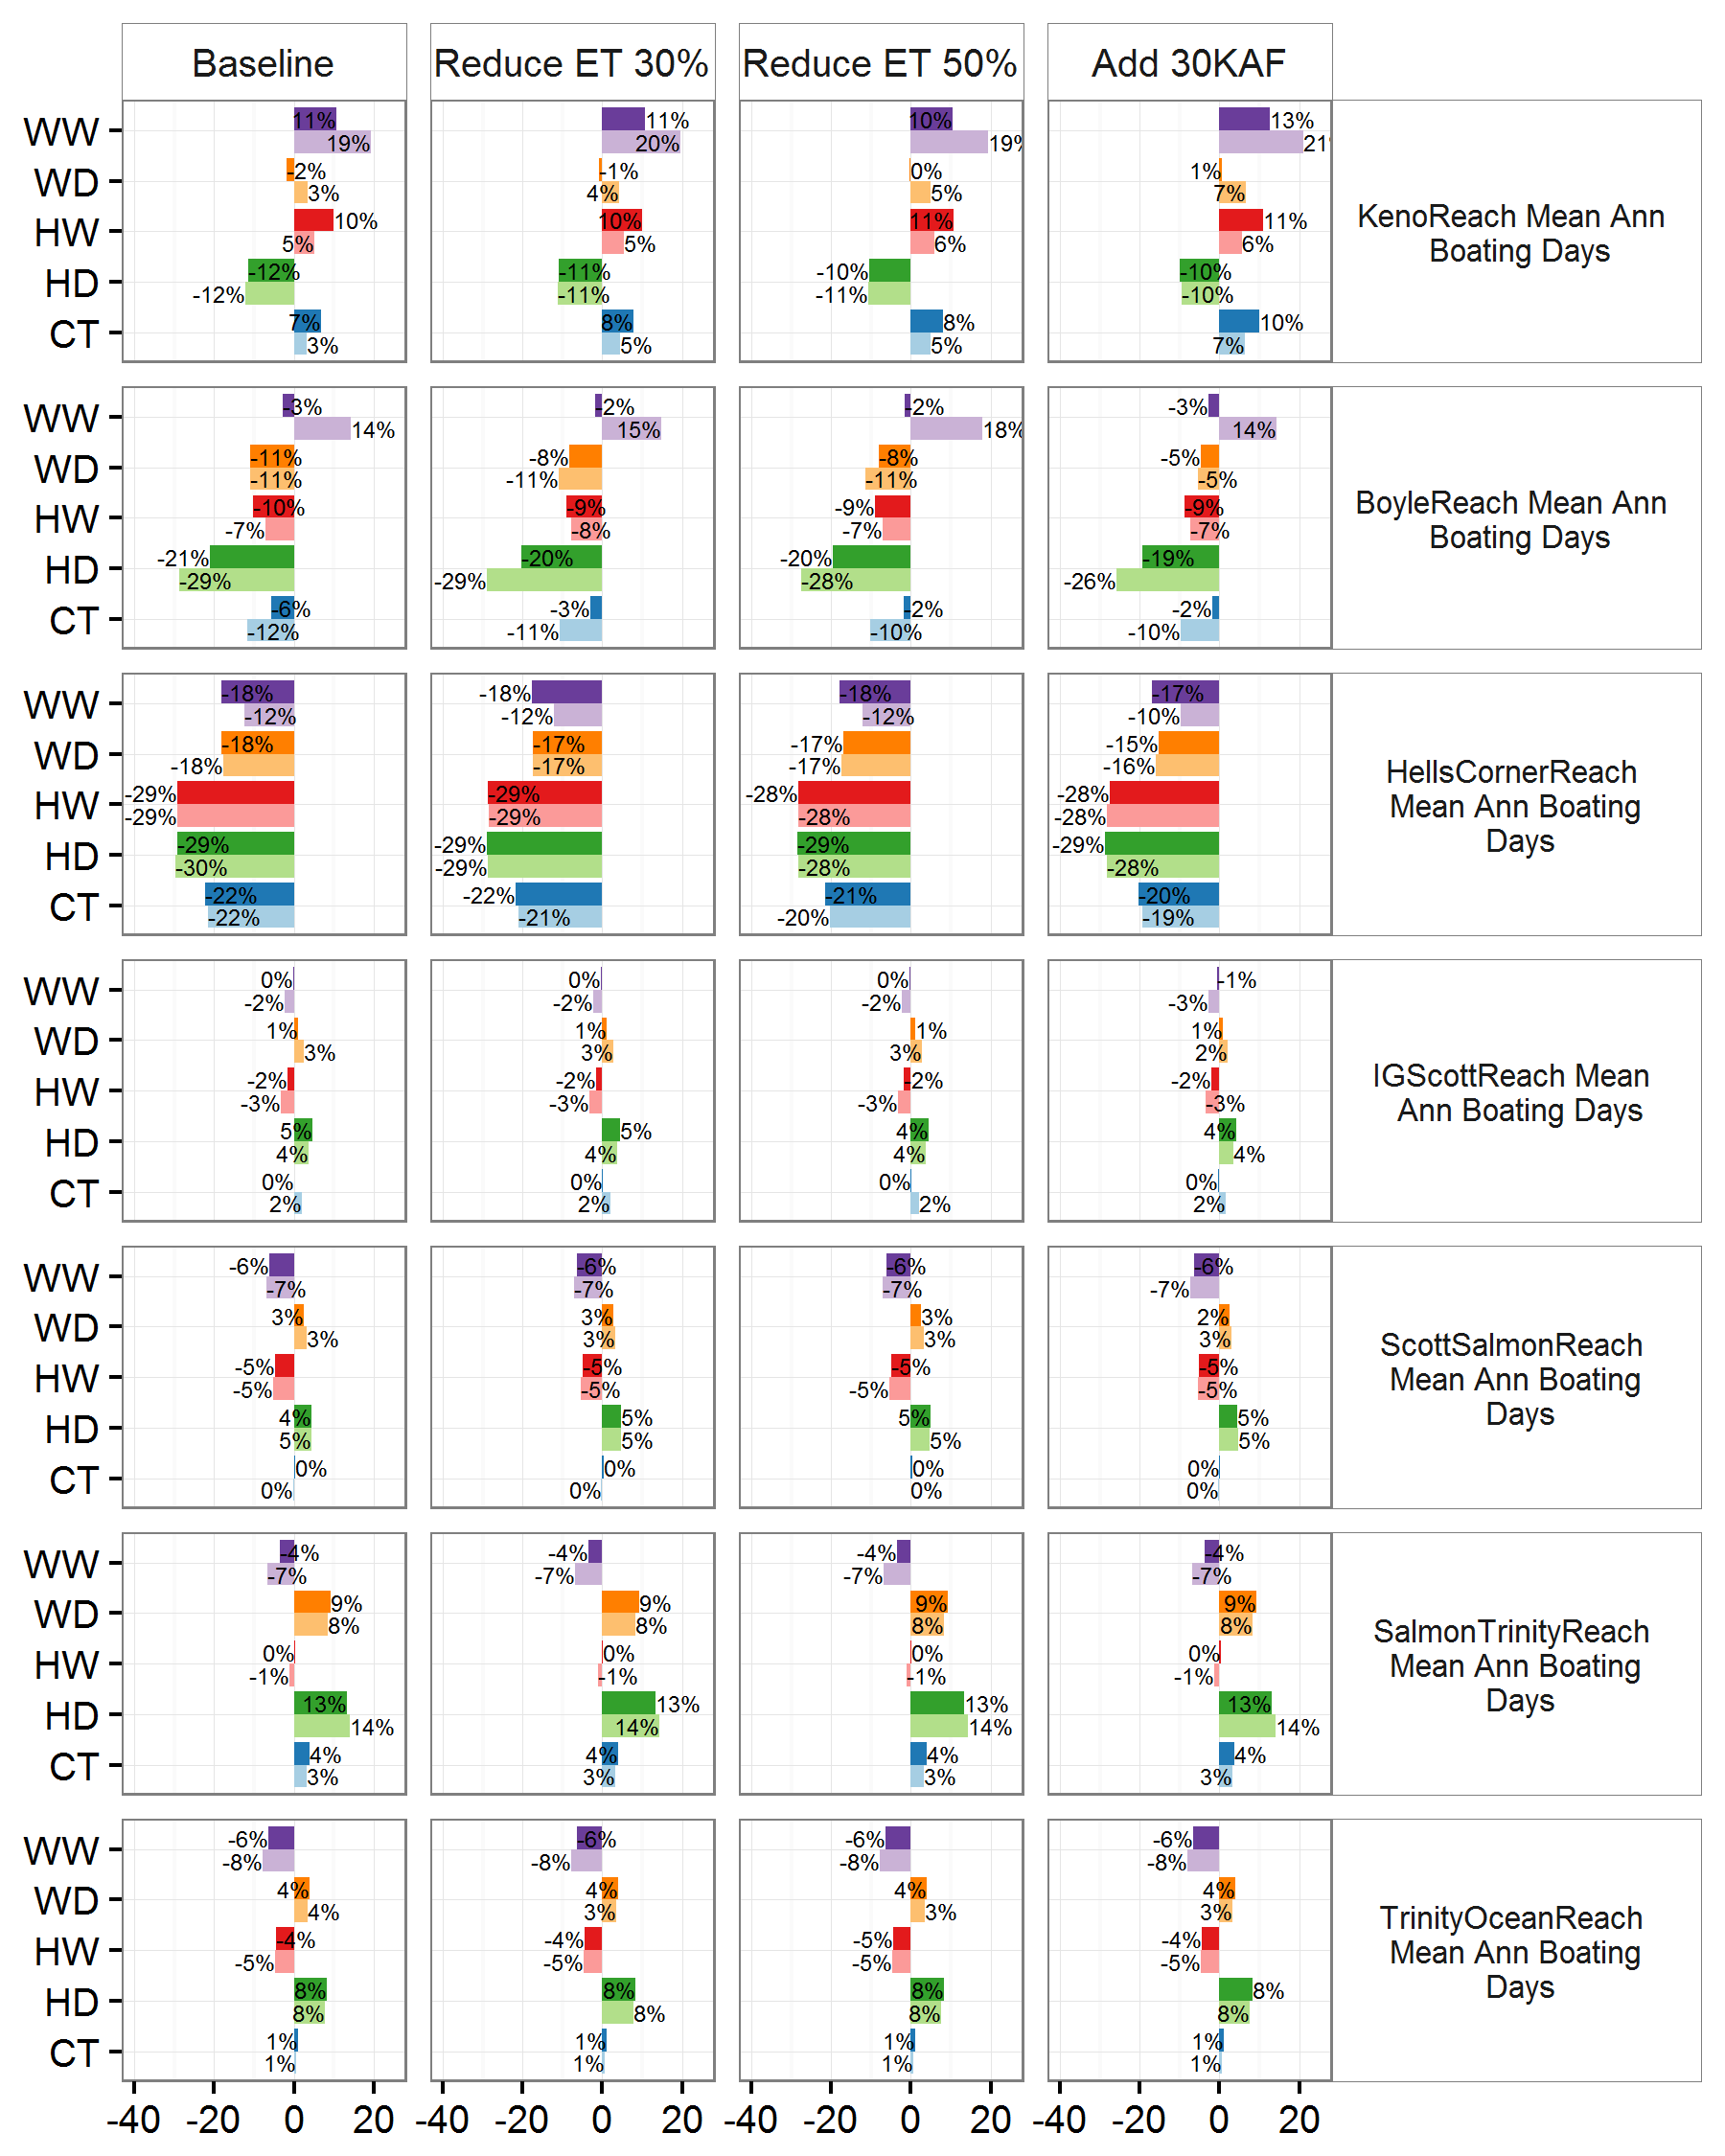 Baseline Reduce ET 30% Reduce ET 50% Add 30KAF
WW 11% 11% 10% 13%
19% 20% 19% 21
WD -2% -1% 0% 1%
3% 4% 5% 7%
HW 10% 10% 11% 11%
5% 5% 6% 6%
HD -12% -11% -10% -10%
-12% -11% -11% -10%
CT 7% 8% 8% 10%
3% 5% 5% 7%
KenoReach Mean Ann
Boating Days
WW -3% -2% -2% -3%
14% 15% 18% 14%
WD -11% -8% -8% -5%
-11% -11% -11% -5%
HW -10% -9% -9% -9%
-7% -8% -7% -7%
HD -21% -20% -20% -19%
-29% -29% -28% -26%
CT -6% -3% -2% -2%
-12% -11% -10% -10%
BoyleReach Mean Ann
Boating Days
WW -18% -18% -18% -17%
-12% -12% -12% -10%
WD -18% -17% -17% -15%
-18% -17% -17% -16%
HW -29% -29% -28% -28%
-29% -29% -28% -28%
HD -29% -29% -29% -29%
-30% -29% -28% -28%
CT -22% -22% -21% -20%
-22% -21% -20% -19%
HellsCornerReach
Mean Ann Boating
Days
WW 0% 0% 0% -1%
-2% -2% -2% -3%
WD 1% 1% 1% 1%
3% 3% 3% 2%
HW -2% -2% -2% -2%
-3% -3% -3% -3%
HD 5% 5% 4% 4%
4% 4% 4% 4%
CT 0% 0% 0% 0%
2% 2% 2% 2%
IGScottReach Mean
Ann Boating Days
WW -6% -6% -6% -6%
-7% -7% -7% -7%
WD 3% 3% 3% 2%
3% 3% 3% 3%
HW -5% -5% -5% -5%
-5% -5% -5% -5%
HD 4% 5% 5% 5%
5% 5% 5% 5%
CT 0% 0% 0% 0%
0% 0% 0% 0%
ScottSalmonReach
Mean Ann Boating
Days
WW -4% -4% -4% -4%
-7% -7% -7% -7%
WD 9% 9% 9% 9%
8% 8% 8% 8%
HW 0% 0% 0% 0%
-1% -1% -1% -1%
HD 13% 13% 13% 13%
14% 14% 14% 14%
CT 4% 4% 4% 4%
3% 3% 3% 3%
SalmonTrinityReach
Mean Ann Boating
Days
WW -6% -6% -6% -6%
-8% -8% -8% -8%
WD 4% 4% 4% 4%
4% 3% 3% 3%
HW -4% -4% -5% -4%
-5% -5% -5% -5%
HD 8% 8% 8% 8%
8% 8% 8% 8%
CT 1% 1% 1% 1%
1% 1% 1% 1%
TrinityOceanReach
Mean Ann Boating
Days
-40 -20 0 20 -40 -20 0 20 -40 -20 0 20 -40 -20 0 20